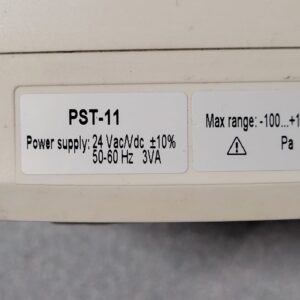 PST-11
Power supply: 24 Vac/Vdc ±10%
50-60 Hz 3VA
Max range: -100...+1
Pa